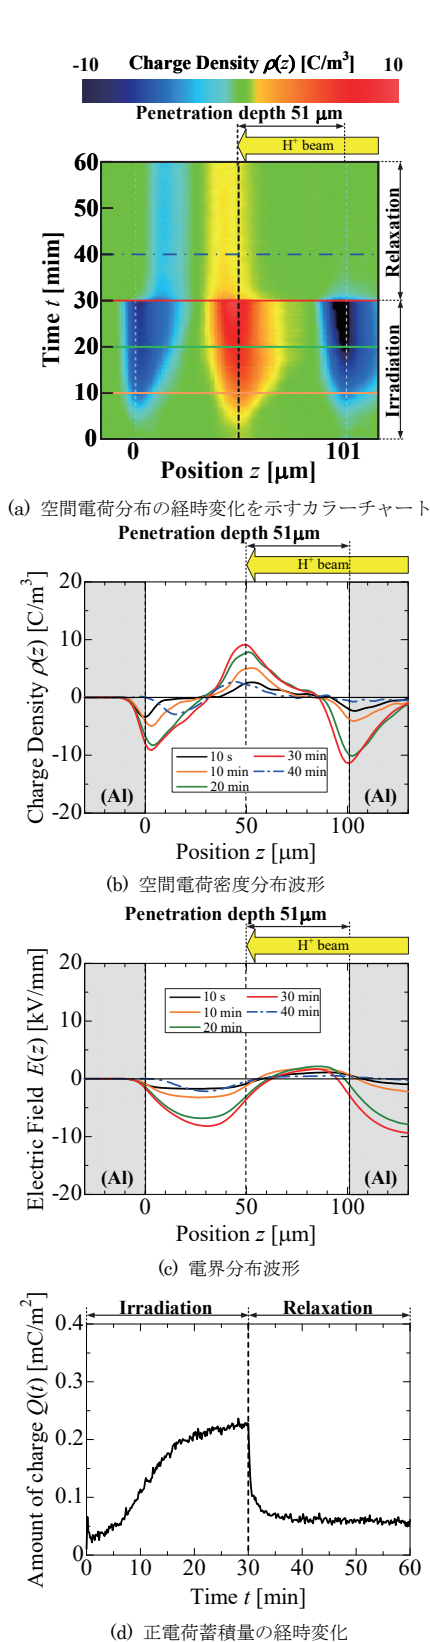 Charge Density ρ(z) [C/m³]
-10 10
Penetration depth 51 μm
H⁺ beam
60
50
40
30
20
10
0
Time t [mim]
Relaxation
Irradiation
0 101
Position z [μm]
(a) 空間電荷分布の経時変化を示すカラーチャート
Penetration depth 51μm
H⁺ beam
20
10
0
-10
-20
Charge Density ρ(z) [C/m³]
10 s 30 min
10 min 40 min
20 min
(Al) (Al)
0 50 100
Position z [μm]
(b) 空間電荷密度分布波形
Penetration depth 51μm
H⁺ beam
20
10
0
-10
-20
Electric Field E(z) [kV/mm]
10 s 30 min
10 min 40 min
20 min
(Al) (Al)
0 50 100
Position z [μm]
(c) 電界分布波形
Irradiation Relaxation
0.4
0.3
0.2
0.1
0
Amount of charge Q(t) [mC/m²]
0 10 20 30 40 50 60
Time t [min]
(d) 正電荷蓄積量の経時変化